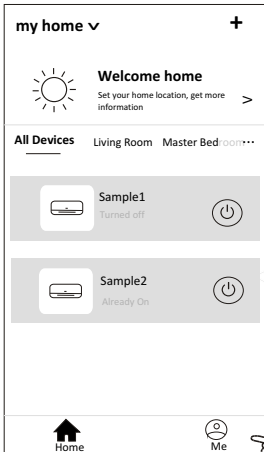 my home
Welcome home
Set your home location, get more
information
All Devices Living Room Master Bedroom
Sample1
Turned off
Sample2
Already On
Home Me